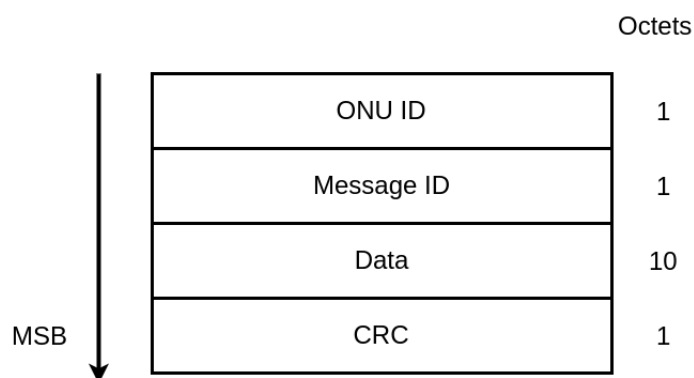 Octets
ONU ID 1
Message ID 1
Data 10
MSB CRC 1